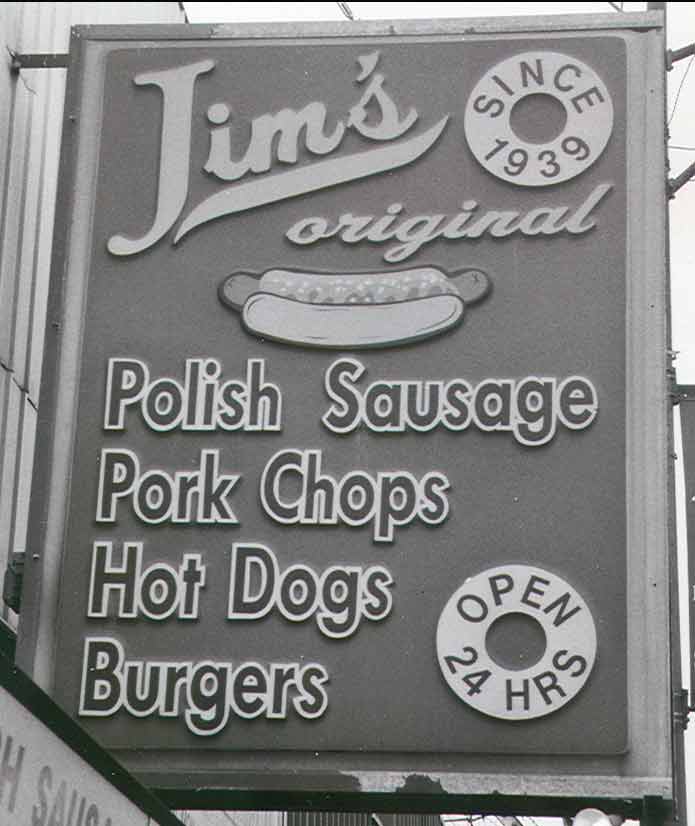 Jim's
original
SINCE
1939
Polish Sausage
Pork Chops
Hot Dogs
Burgers
OPEN
24 HRS